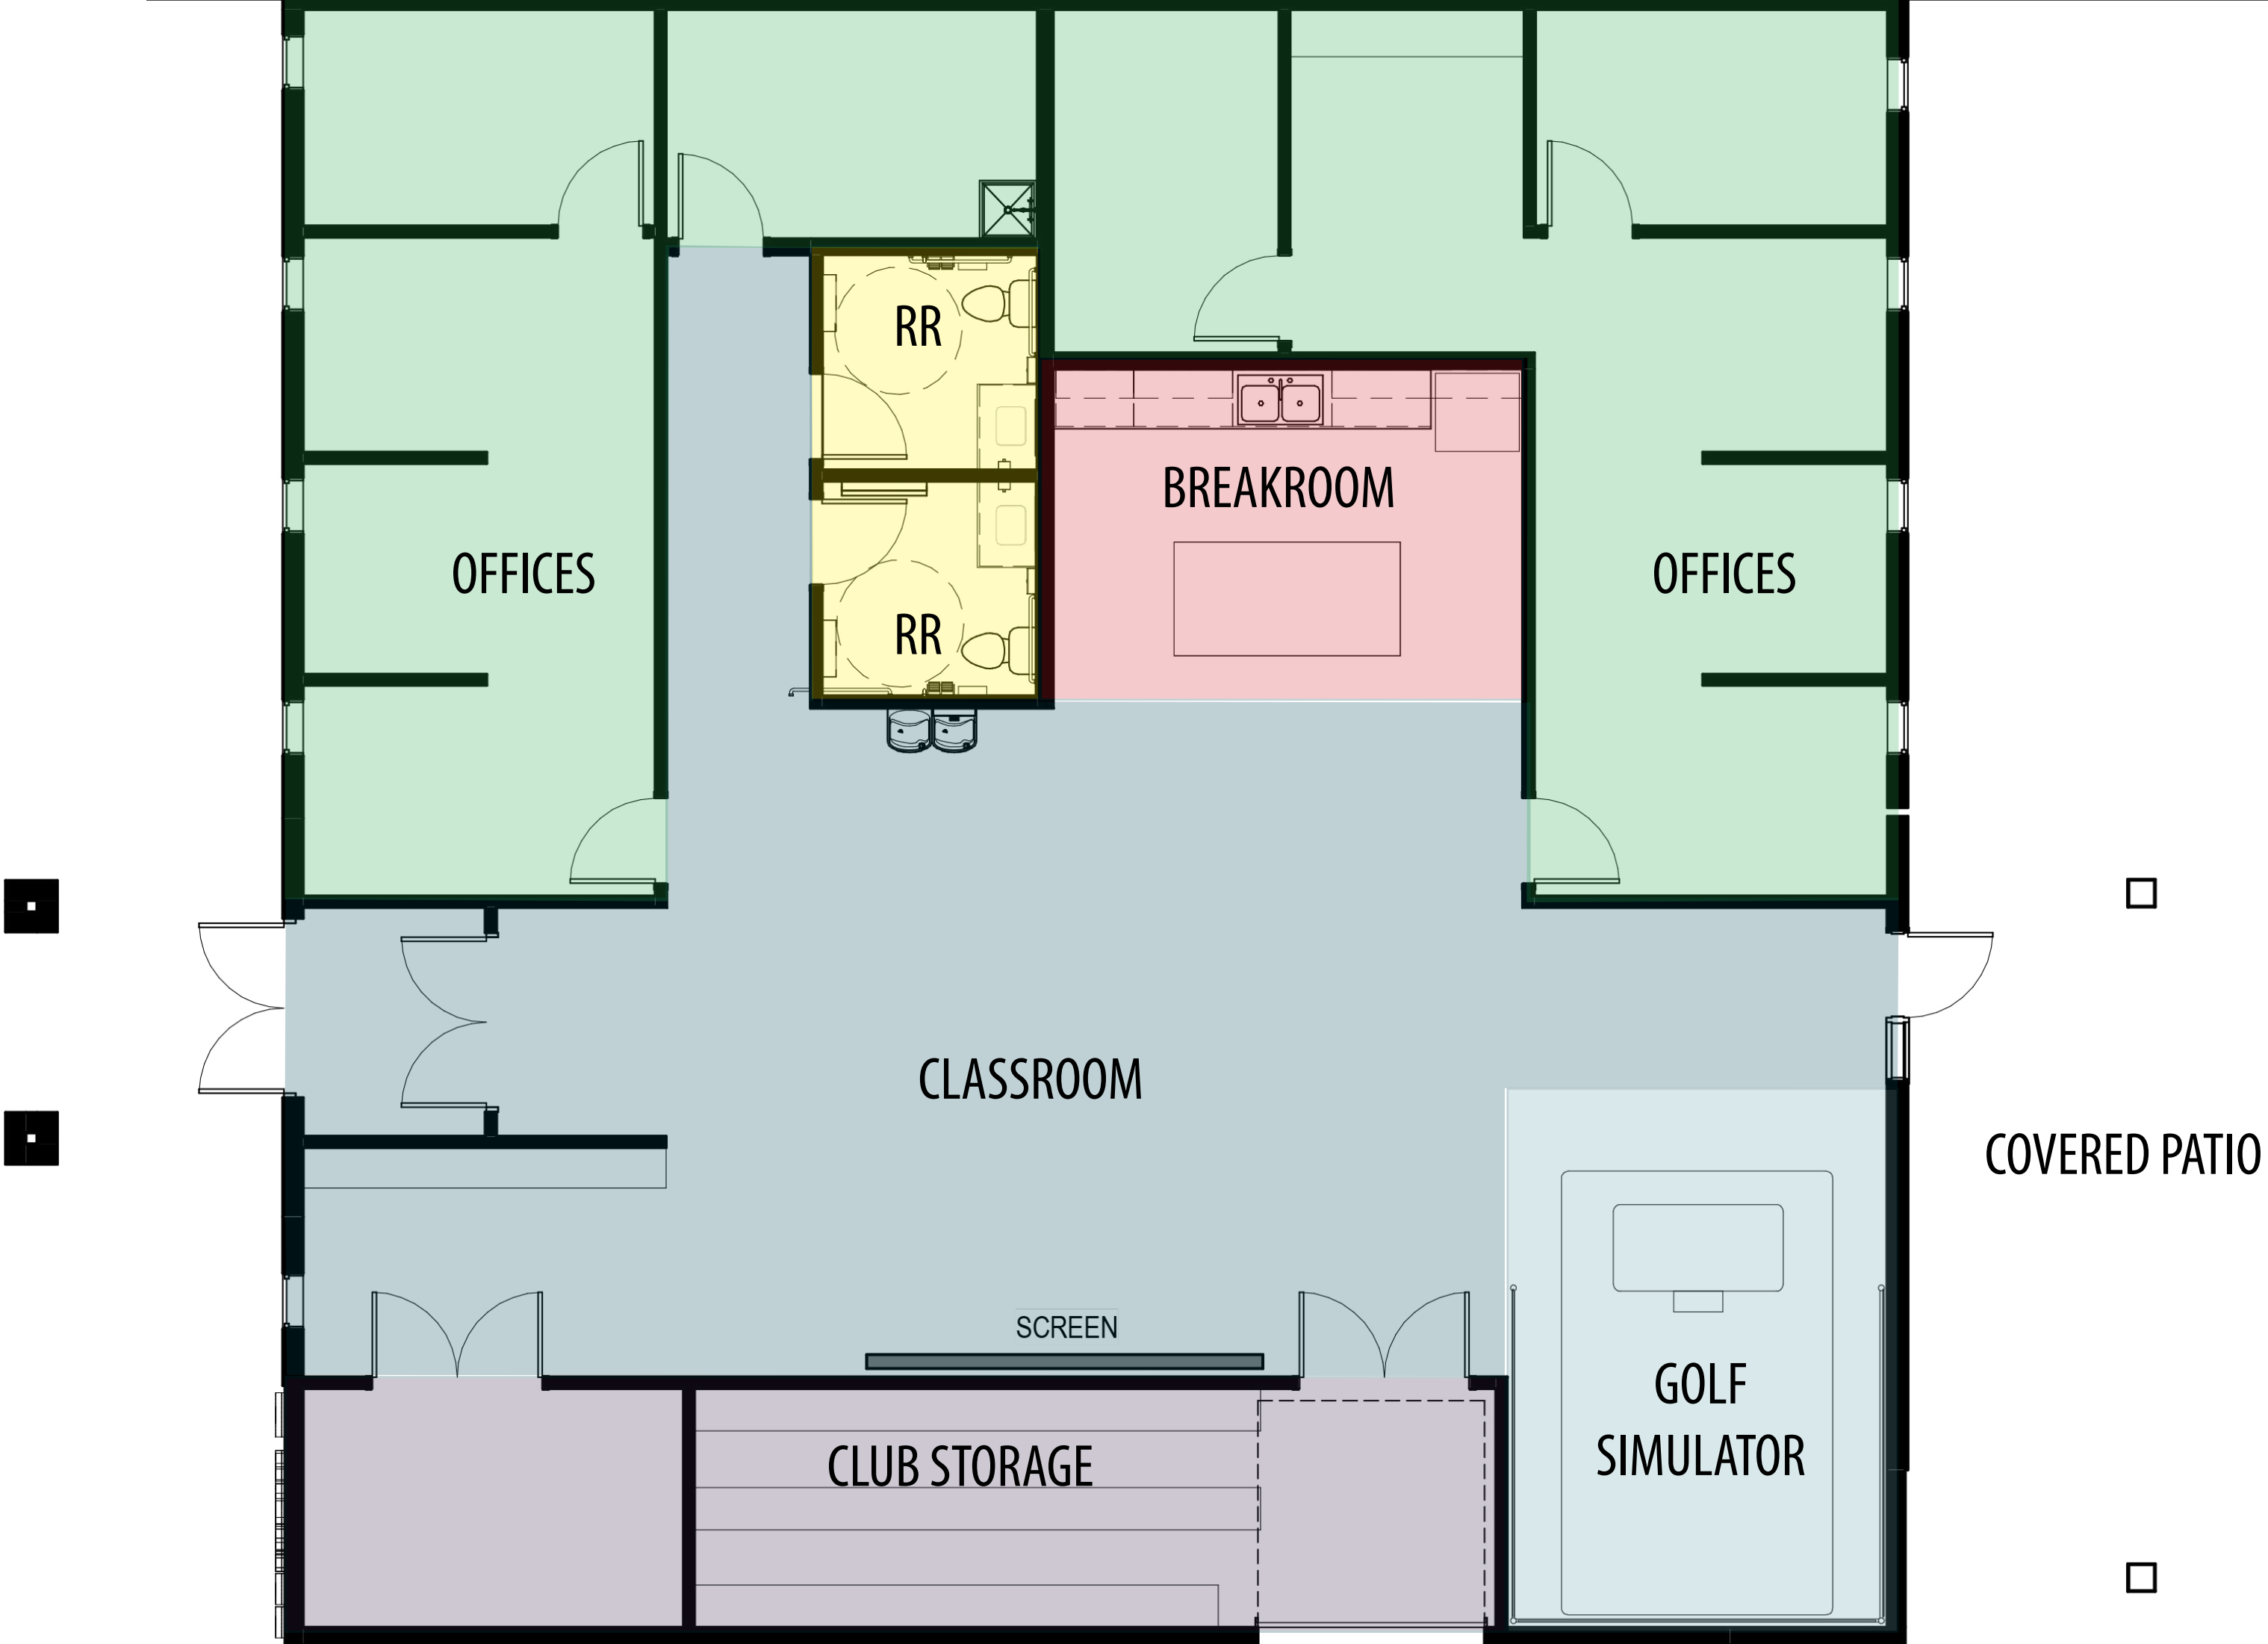 RR
BREAKROOM
OFFICES
OFFICES
RR
CLASSROOM
COVERED PATIO
SCREEN
GOLF
SIMULATOR
CLUB STORAGE